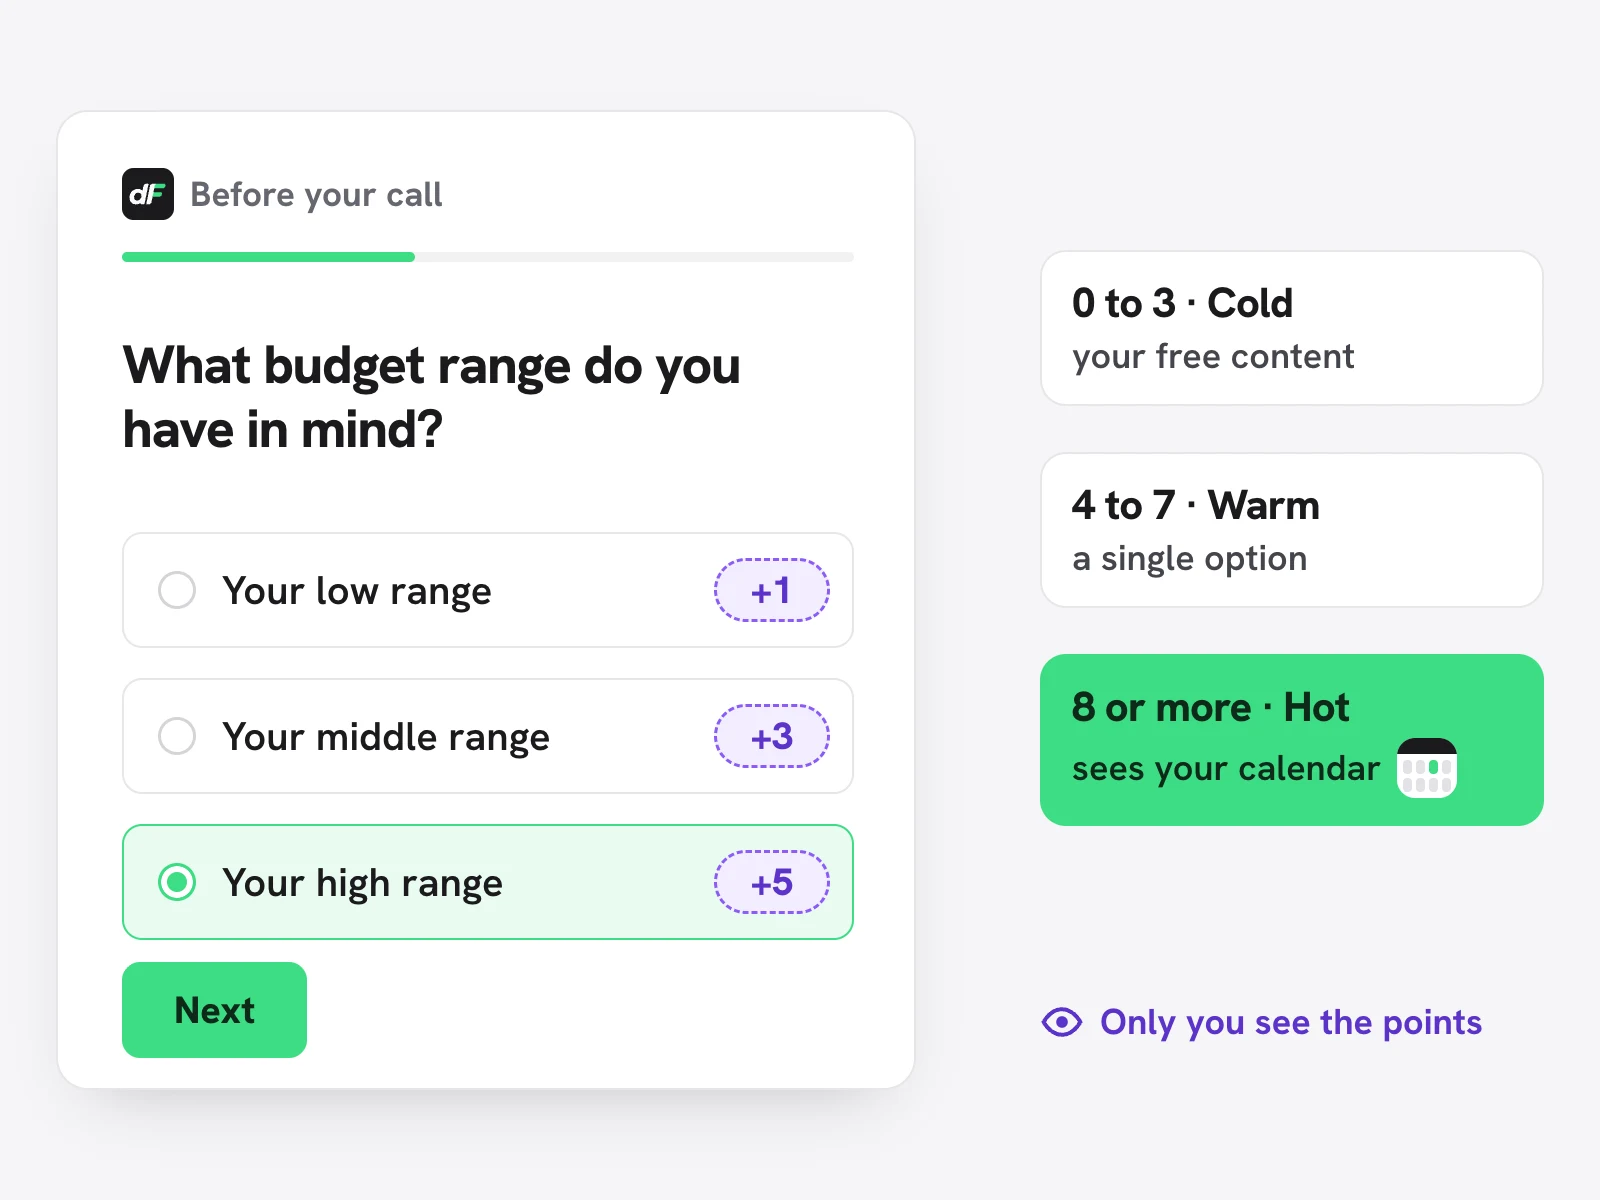 dF Before your call
What budget range do you
have in mind?
Your low range +1
Your middle range +3
Your high range +5
Next
0 to 3 · Cold
your free content
4 to 7 · Warm
a single option
8 or more · Hot
sees your calendar
Only you see the points